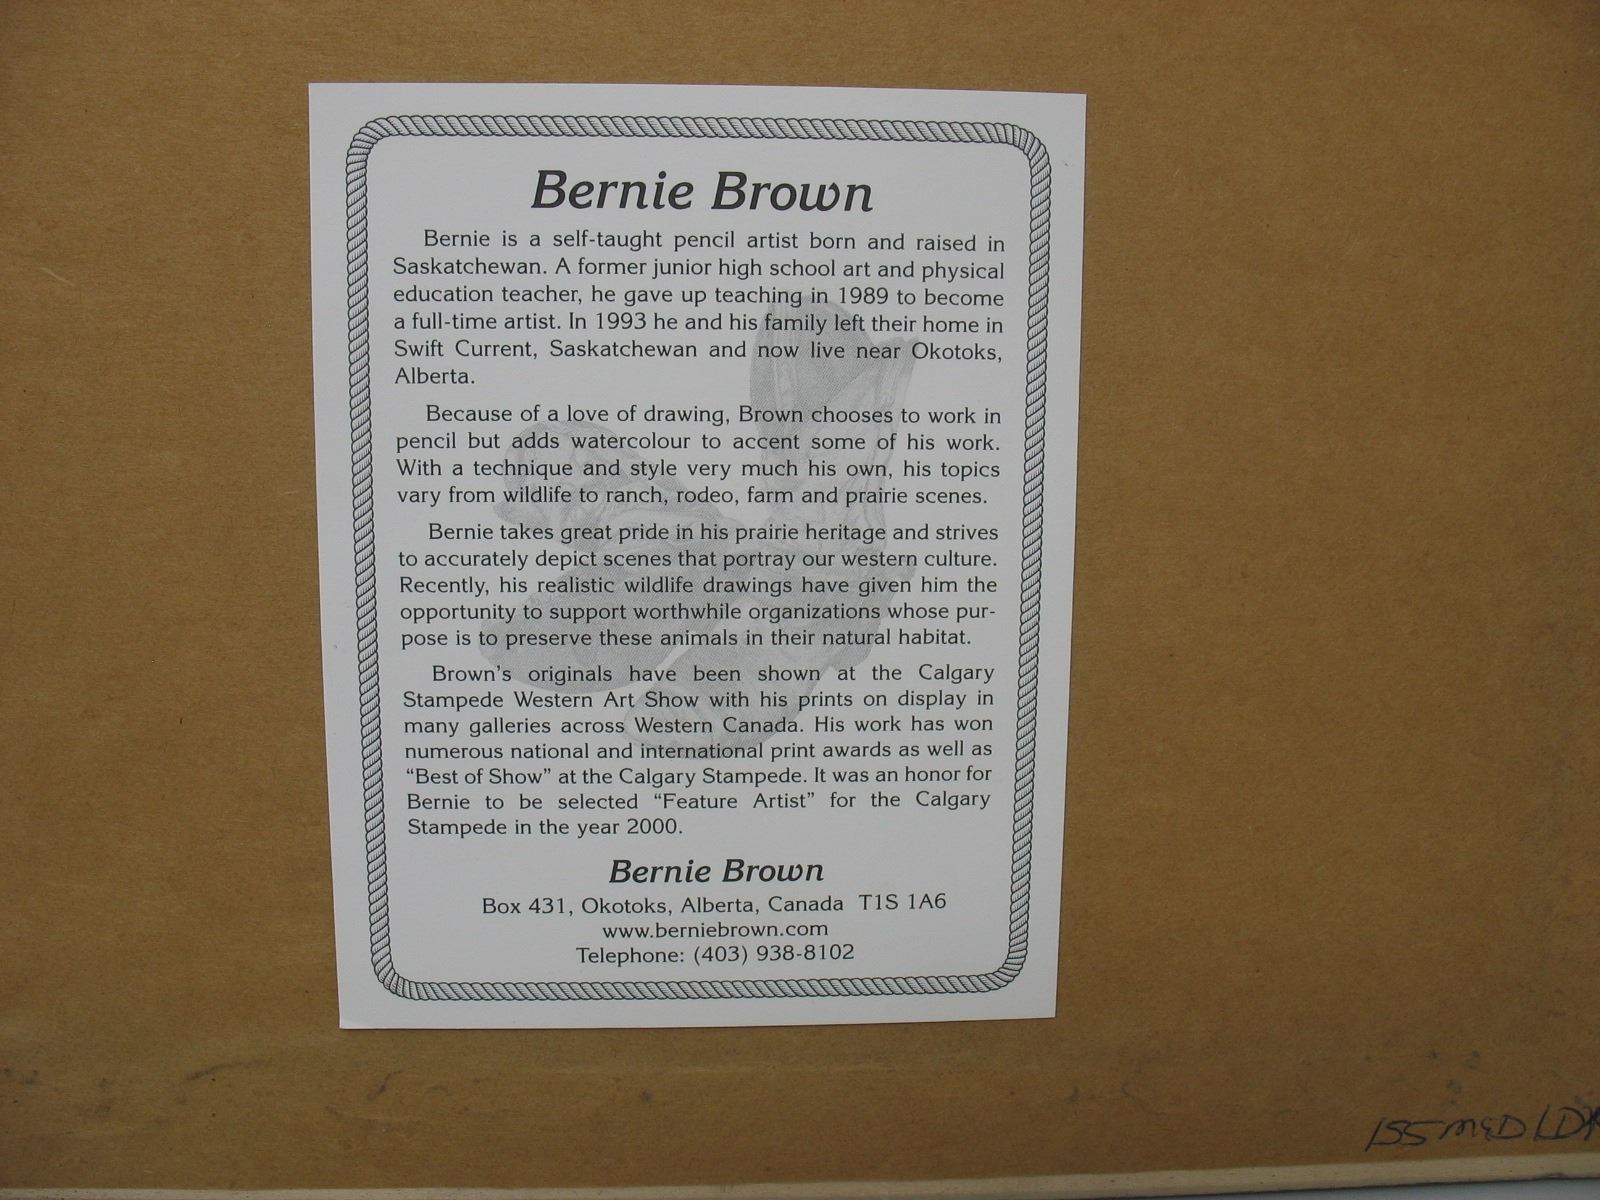 Bernie Brown
Bernie is a self-taught pencil artist born and raised in
Saskatchewan. A former junior high school art and physical
education teacher, he gave up teaching in 1989 to become
a full-time artist. In 1993 he and his family left their home in
Swift Current, Saskatchewan and now live near Okotoks,
Alberta.
Because of a love of drawing, Brown chooses to work in
pencil but adds watercolour to accent some of his work.
With a technique and style very much his own, his topics
vary from wildlife to ranch, rodeo, farm and prairie scenes.
Bernie takes great pride in his prairie heritage and strives
to accurately depict scenes that portray our western culture.
Recently, his realistic wildlife drawings have given him the
opportunity to support worthwhile organizations whose pur-
pose is to preserve these animals in their natural habitat.
Brown's originals have been shown at the Calgary
Stampede Western Art Show with his prints on display in
many galleries across Western Canada. His work has won
numerous national and international print awards as well as
“Best of Show” at the Calgary Stampede. It was an honor for
Bernie to be selected “Feature Artist” for the Calgary
Stampede in the year 2000.
Bernie Brown
Box 431, Okotoks, Alberta, Canada T1S 1A6
www.berniebrown.com
Telephone: (403) 938-8102